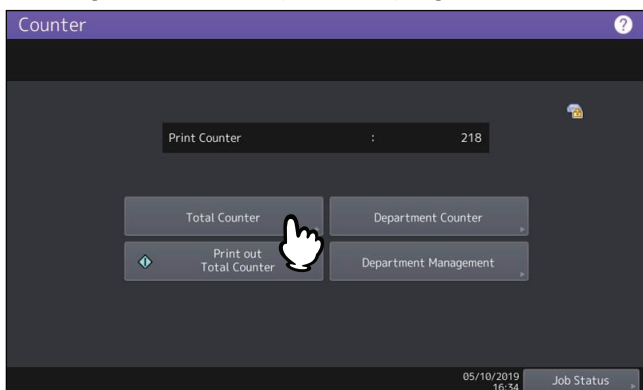 Counter
?
Print Counter : 218
Total Counter
Department Counter
Print out
Total Counter
Department Management
05/10/2019
16:34
Job Status